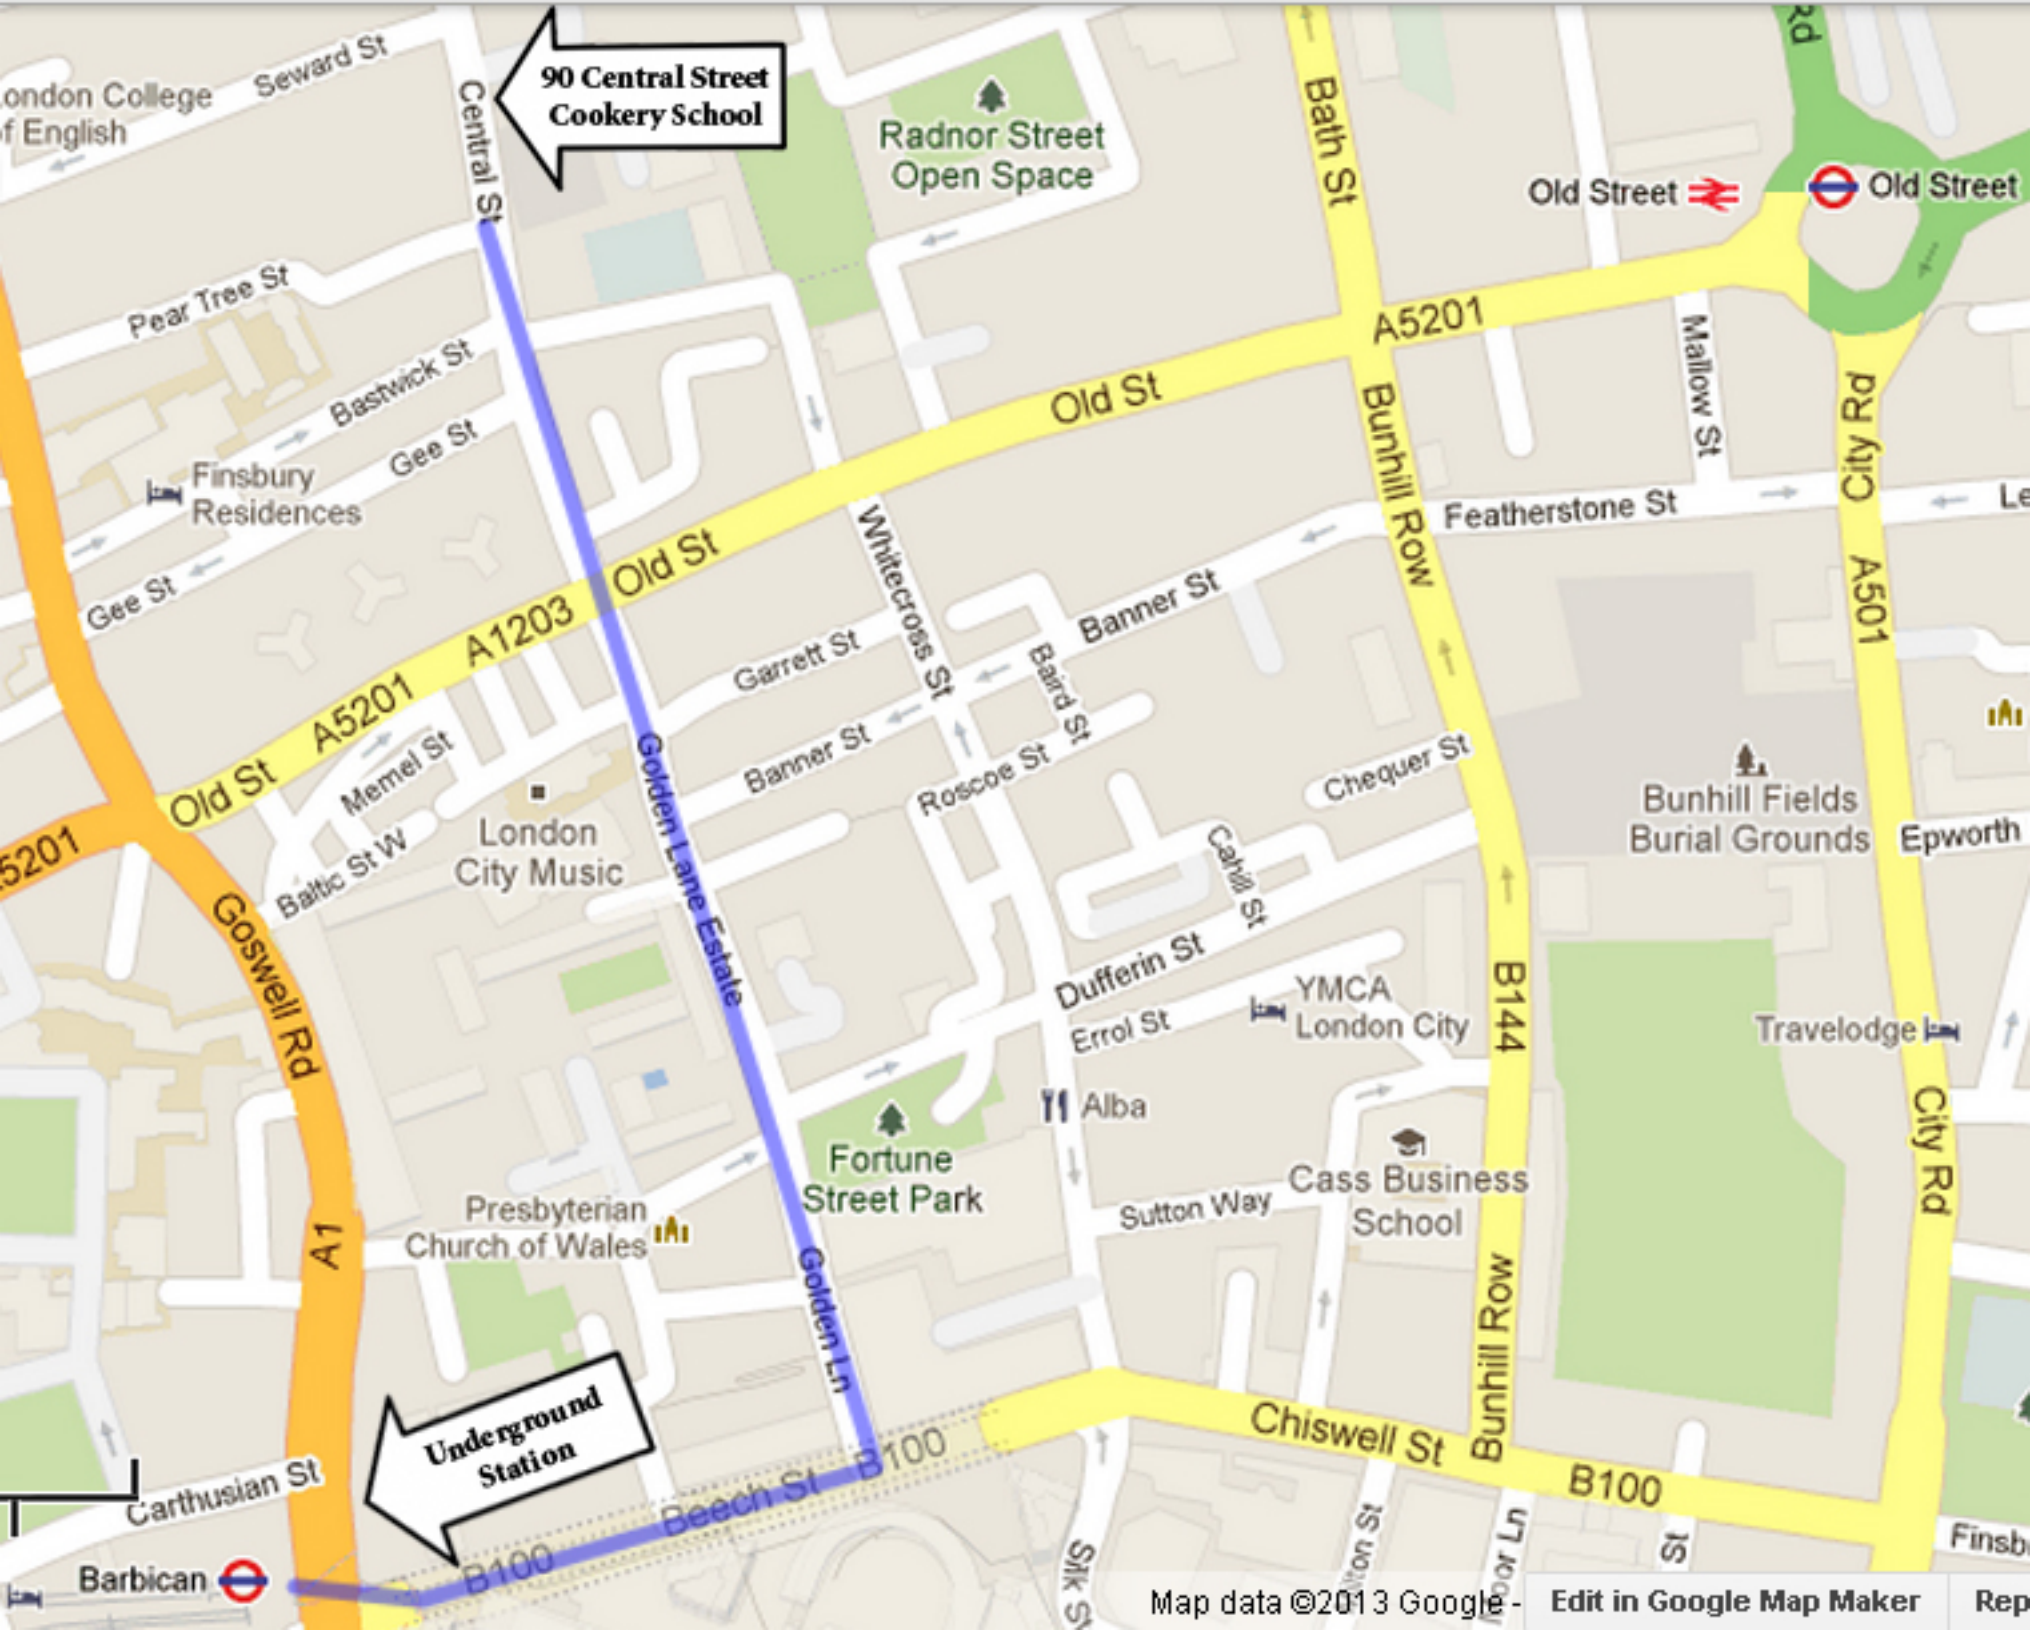 Seward St
London College
of English
Central St
90 Central Street
Cookery School
Radnor Street
Open Space
Bath St
Rd
Old Street
Old Street
Pear Tree St
A5201
Mallow St
Bastwick St
Gee St
Old St
City Rd
Finsbury
Residences
Bunhill Row
Featherstone St
Gee St
Old St
Whitecross St
A1203
A5201
Garrett St
Banner St
A501
Baird St
Memel St
Banner St
Roscoe St
Chequer St
Old St
Golden Lane Estate
London
City Music
Baltic St W
Bunhill Fields
Burial Grounds
Epworth
Cahill St
Goswell Rd
Dufferin St
Errol St
YMCA
London City
B144
Travelodge
Alba
City Rd
Fortune
Street Park
Cass Business
School
Sutton Way
Presbyterian
Church of Wales
A1
Golden Ln
Bunhill Row
Underground
Station
Chiswell St
B100
B100
Beech St
B100
Carthusian St
Barbican
St
Map data ©2013 Google -
Edit in Google Map Maker